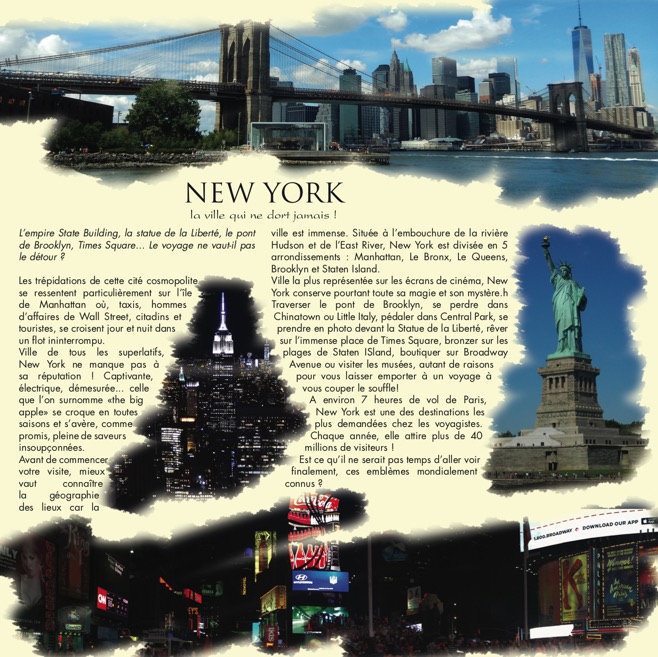 NEW YORK
la ville qui ne dort jamais !
L'empire State Building, la statue de la Liberté, le pont
de Brooklyn, Times Square... Le voyage ne vaut-il pas
le détour ?
Les trépidations de cette cité cosmopolite
se ressentent particulièrement sur l'île
de Manhattan où, taxis, hommes
d'affaires de Wall Street, citadins et
touristes, se croisent jour et nuit dans
un flot ininterrompu.
Ville de tous les superlatifs,
New York ne manque pas à
sa réputation ! Captivante,
électrique, démesurée... celle
que l'on surnomme «the big
apple» se croque en toutes
saisons et s'avère, comme
promis, pleine de saveurs
insoupçonnées.
Avant de commencer
votre visite, mieux
vaut connaître
la géographie
des lieux car la
ville est immense. Située à l'embouchure de la rivière
Hudson et de l'East River, New York est divisée en 5
arrondissements : Manhattan, Le Bronx, Le Queens,
Brooklyn et Staten Island.
Ville la plus représentée sur les écrans de cinéma, New
York conserve pourtant toute sa magie et son mystère.h
Traverser le pont de Brooklyn, se perdre dans
Chinatown ou Little Italy, pédaler dans Central Park, se
prendre en photo devant la Statue de la Liberté, rêver
sur l'immense place de Times Square, bronzer sur les
plages de Staten ISland, boutiquer sur Broadway
Avenue ou visiter les musées, autant de raisons
pour vous laisser emporter à un voyage à
vous couper le souffle!
A environ 7 heures de vol de Paris,
New York est une des destinations les
plus demandées chez les voyagistes.
Chaque année, elle attire plus de 40
millions de visiteurs !
Est ce qu'il ne serait pas temps d'aller voir
finalement, ces emblèmes mondialement
connus ?
CNN
HYUNDAI
1.800.BROADWAY
DOWNLOAD OUR APP